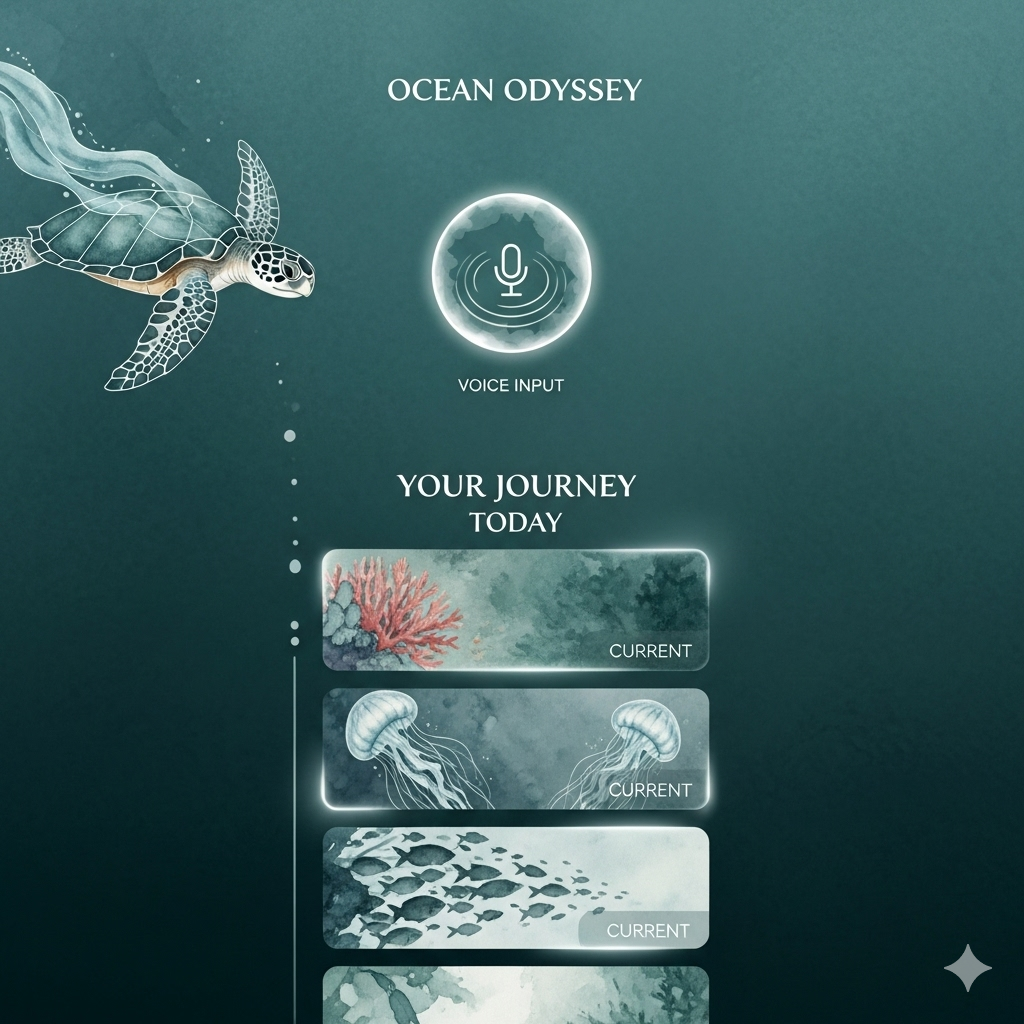 OCEAN ODYSSEY
VOICE INPUT
YOUR JOURNEY
TODAY
CURRENT
CURRENT
CURRENT